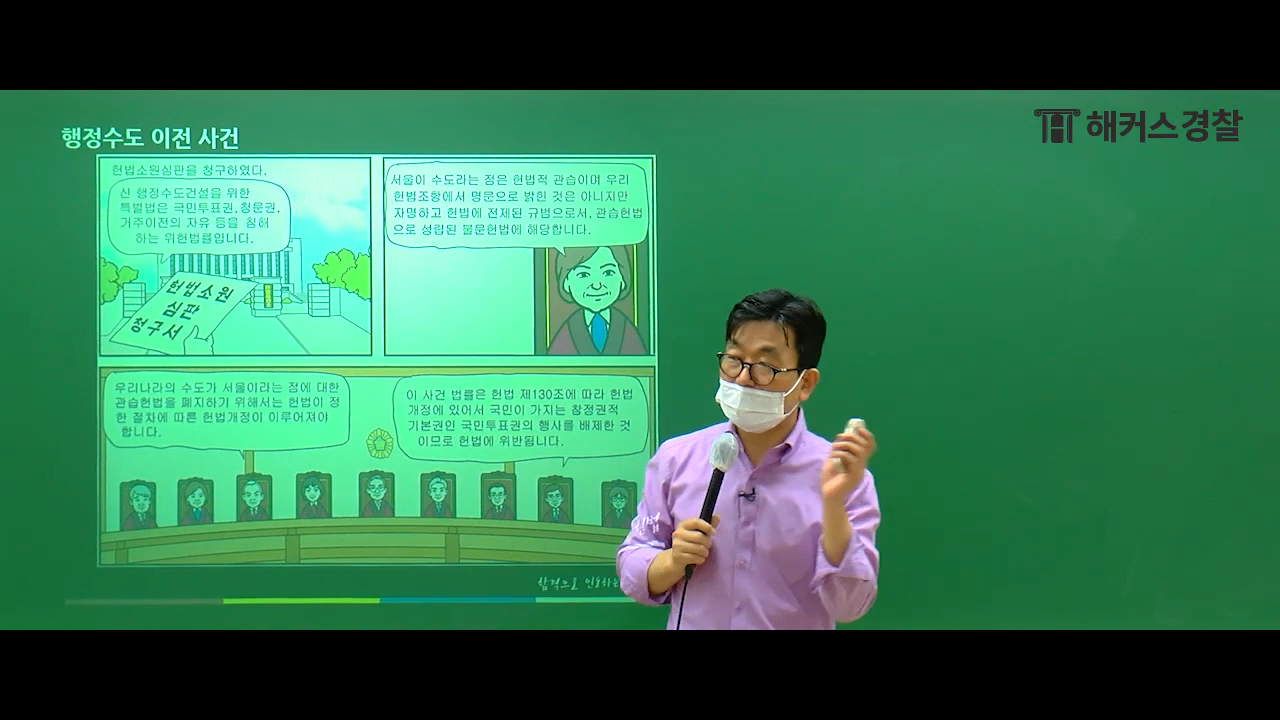 해커스경찰
행정수도 이전 사건
헌법소원심판을 청구하였다.
신 행정수도건설을 위한
특별법은 국민투표권, 청문권,
거주이전의 자유 등을 침해
하는 위헌법률입니다.
헌법소원
심판
청구서
서울이 수도라는 점은 헌법적 관습이며 우리
헌법조항에서 명문으로 밝힌 것은 아니지만
자명하고 헌법에 전제된 규범으로서, 관습헌법
으로 성립된 불문헌법에 해당합니다.
우리나라의 수도가 서울이라는 점에 대한
관습헌법을 폐지하기 위해서는 헌법이 정
한 절차에 따른 헌법개정이 이루어져야
합니다.
이 사건 법률은 헌법 제130조에 따라 헌법
개정에 있어서 국민이 가지는 참정권적
기본권인 국민투표권의 행사를 배제한 것
이므로 헌법에 위반됩니다.
합격으로 인도하는